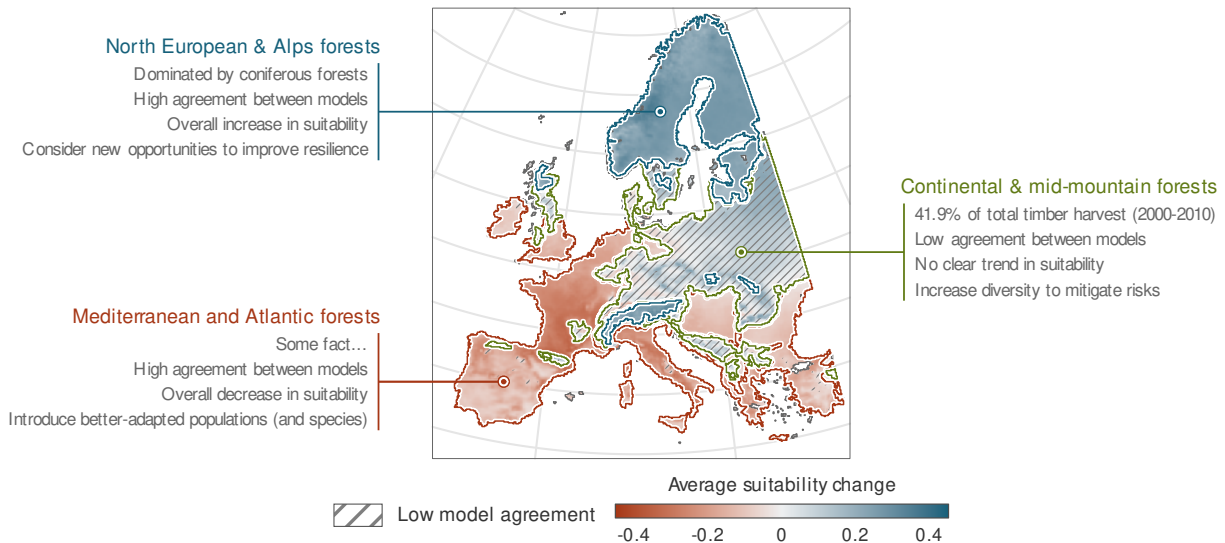 North European & Alps forests
Dominated by coniferous forests
High agreement between models
Overall increase in suitability
Consider new opportunities to improve resilience
Continental & mid-mountain forests
41.9% of total timber harvest (2000-2010)
Low agreement between models
No clear trend in suitability
Increase diversity to mitigate risks
Mediterranean and Atlantic forests
Some fact…
High agreement between models
Overall decrease in suitability
Introduce better-adapted populations (and species)
Average suitability change
Low model agreement
-0.4 -0.2 0 0.2 0.4